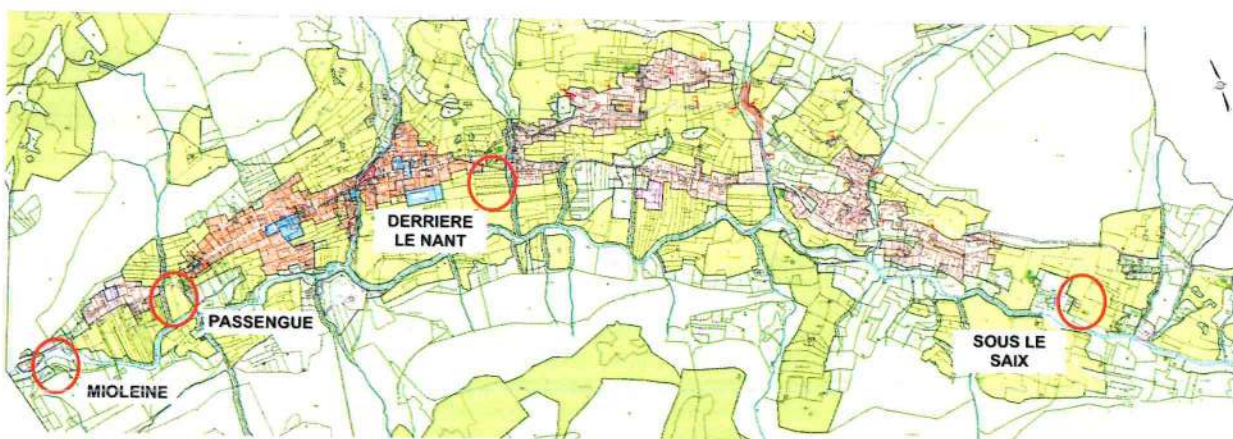 DERRIERE
LE NANT
PASSENGUE
MIOLEINE
SOUS LE
SAIX